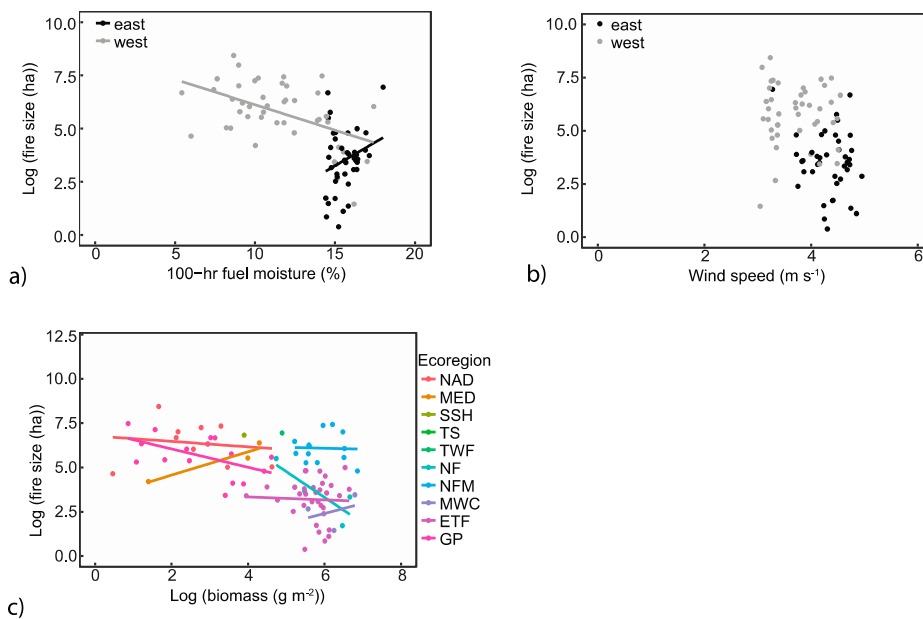 10.0
7.5
5.0
2.5
0.0
Log (fire size (ha))
east
west
0
5
10
15
20
100−hr fuel moisture (%)
a)
10.0
7.5
5.0
2.5
0.0
Log (fire size (ha))
east
west
0
2
4
6
Wind speed (m s-1)
b)
12.5
10.0
7.5
5.0
2.5
0.0
Log (fire size (ha))
0
2
4
6
8
Log (biomass (g m-2))
c)
Ecoregion
NAD
MED
SSH
TS
TWF
NF
NFM
MWC
ETF
GP